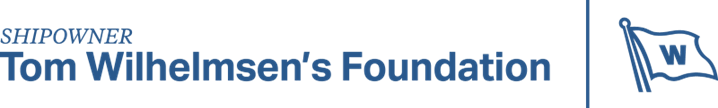 SHIPOWNER
Tom Wilhelmsen’s Foundation
W